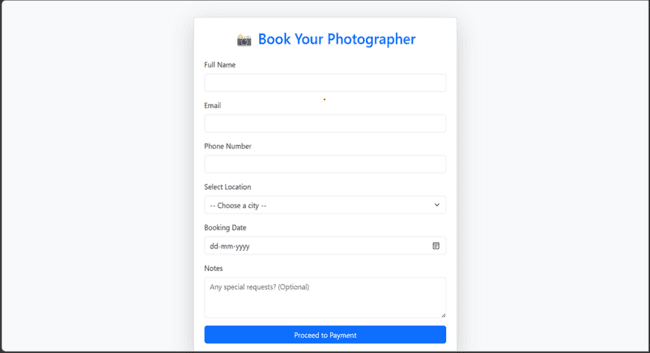 📸 Book Your Photographer
Full Name
Email
Phone Number
Select Location
-- Choose a city --
Booking Date
dd-mm-yyyy
Notes
Any special requests? (Optional)
Proceed to Payment